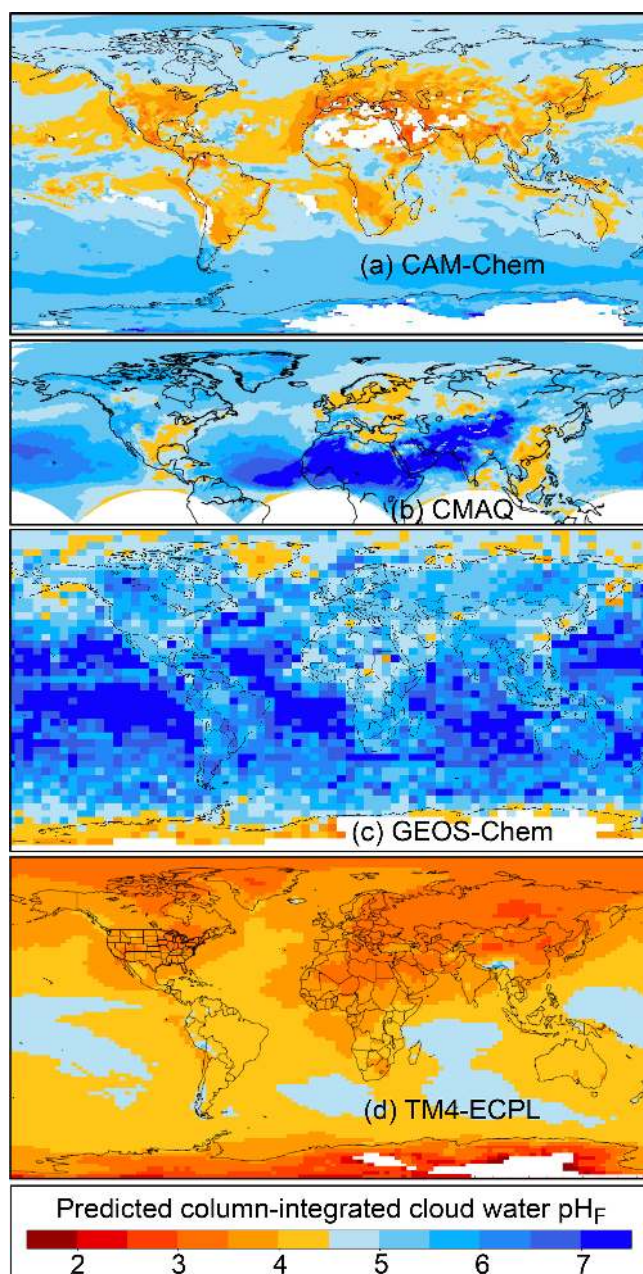 (a) CAM-Chem
(b) CMAQ
(c) GEOS-Chem
(d) TM4-ECPL
Predicted column-integrated cloud water pHF
2 3 4 5 6 7